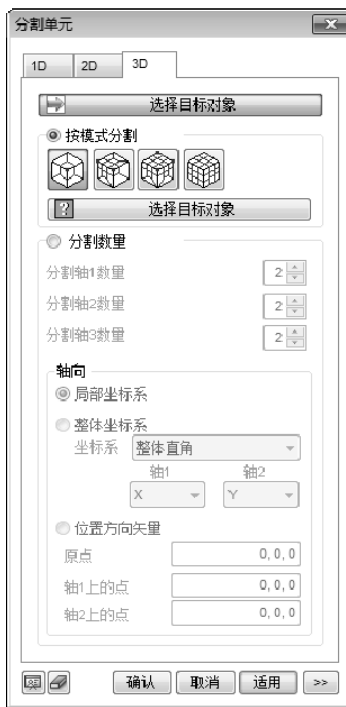 分割单元
1D 2D 3D
选择目标对象
按模式分割
? 选择目标对象
分割数量
分割轴1数量 2
分割轴2数量 2
分割轴3数量 2
轴向
局部坐标系
整体坐标系
坐标系 整体直角
轴1 轴2
X Y
位置方向矢量
原点 0, 0, 0
轴1上的点 0, 0, 0
轴2上的点 0, 0, 0
确认 取消 适用 >>